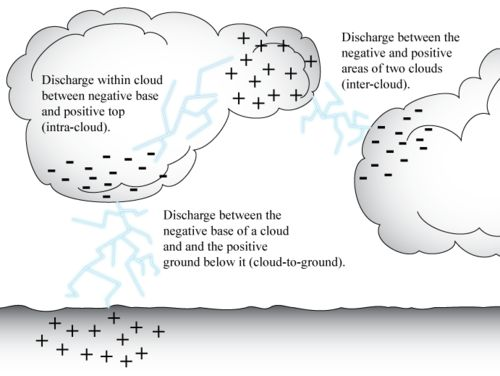 Discharge within cloud
between negative base
and positive top
(intra-cloud).
Discharge between the
negative and positive
areas of two clouds
(inter-cloud).
Discharge between the
negative base of a cloud
and and the positive
ground below it (cloud-to-ground).